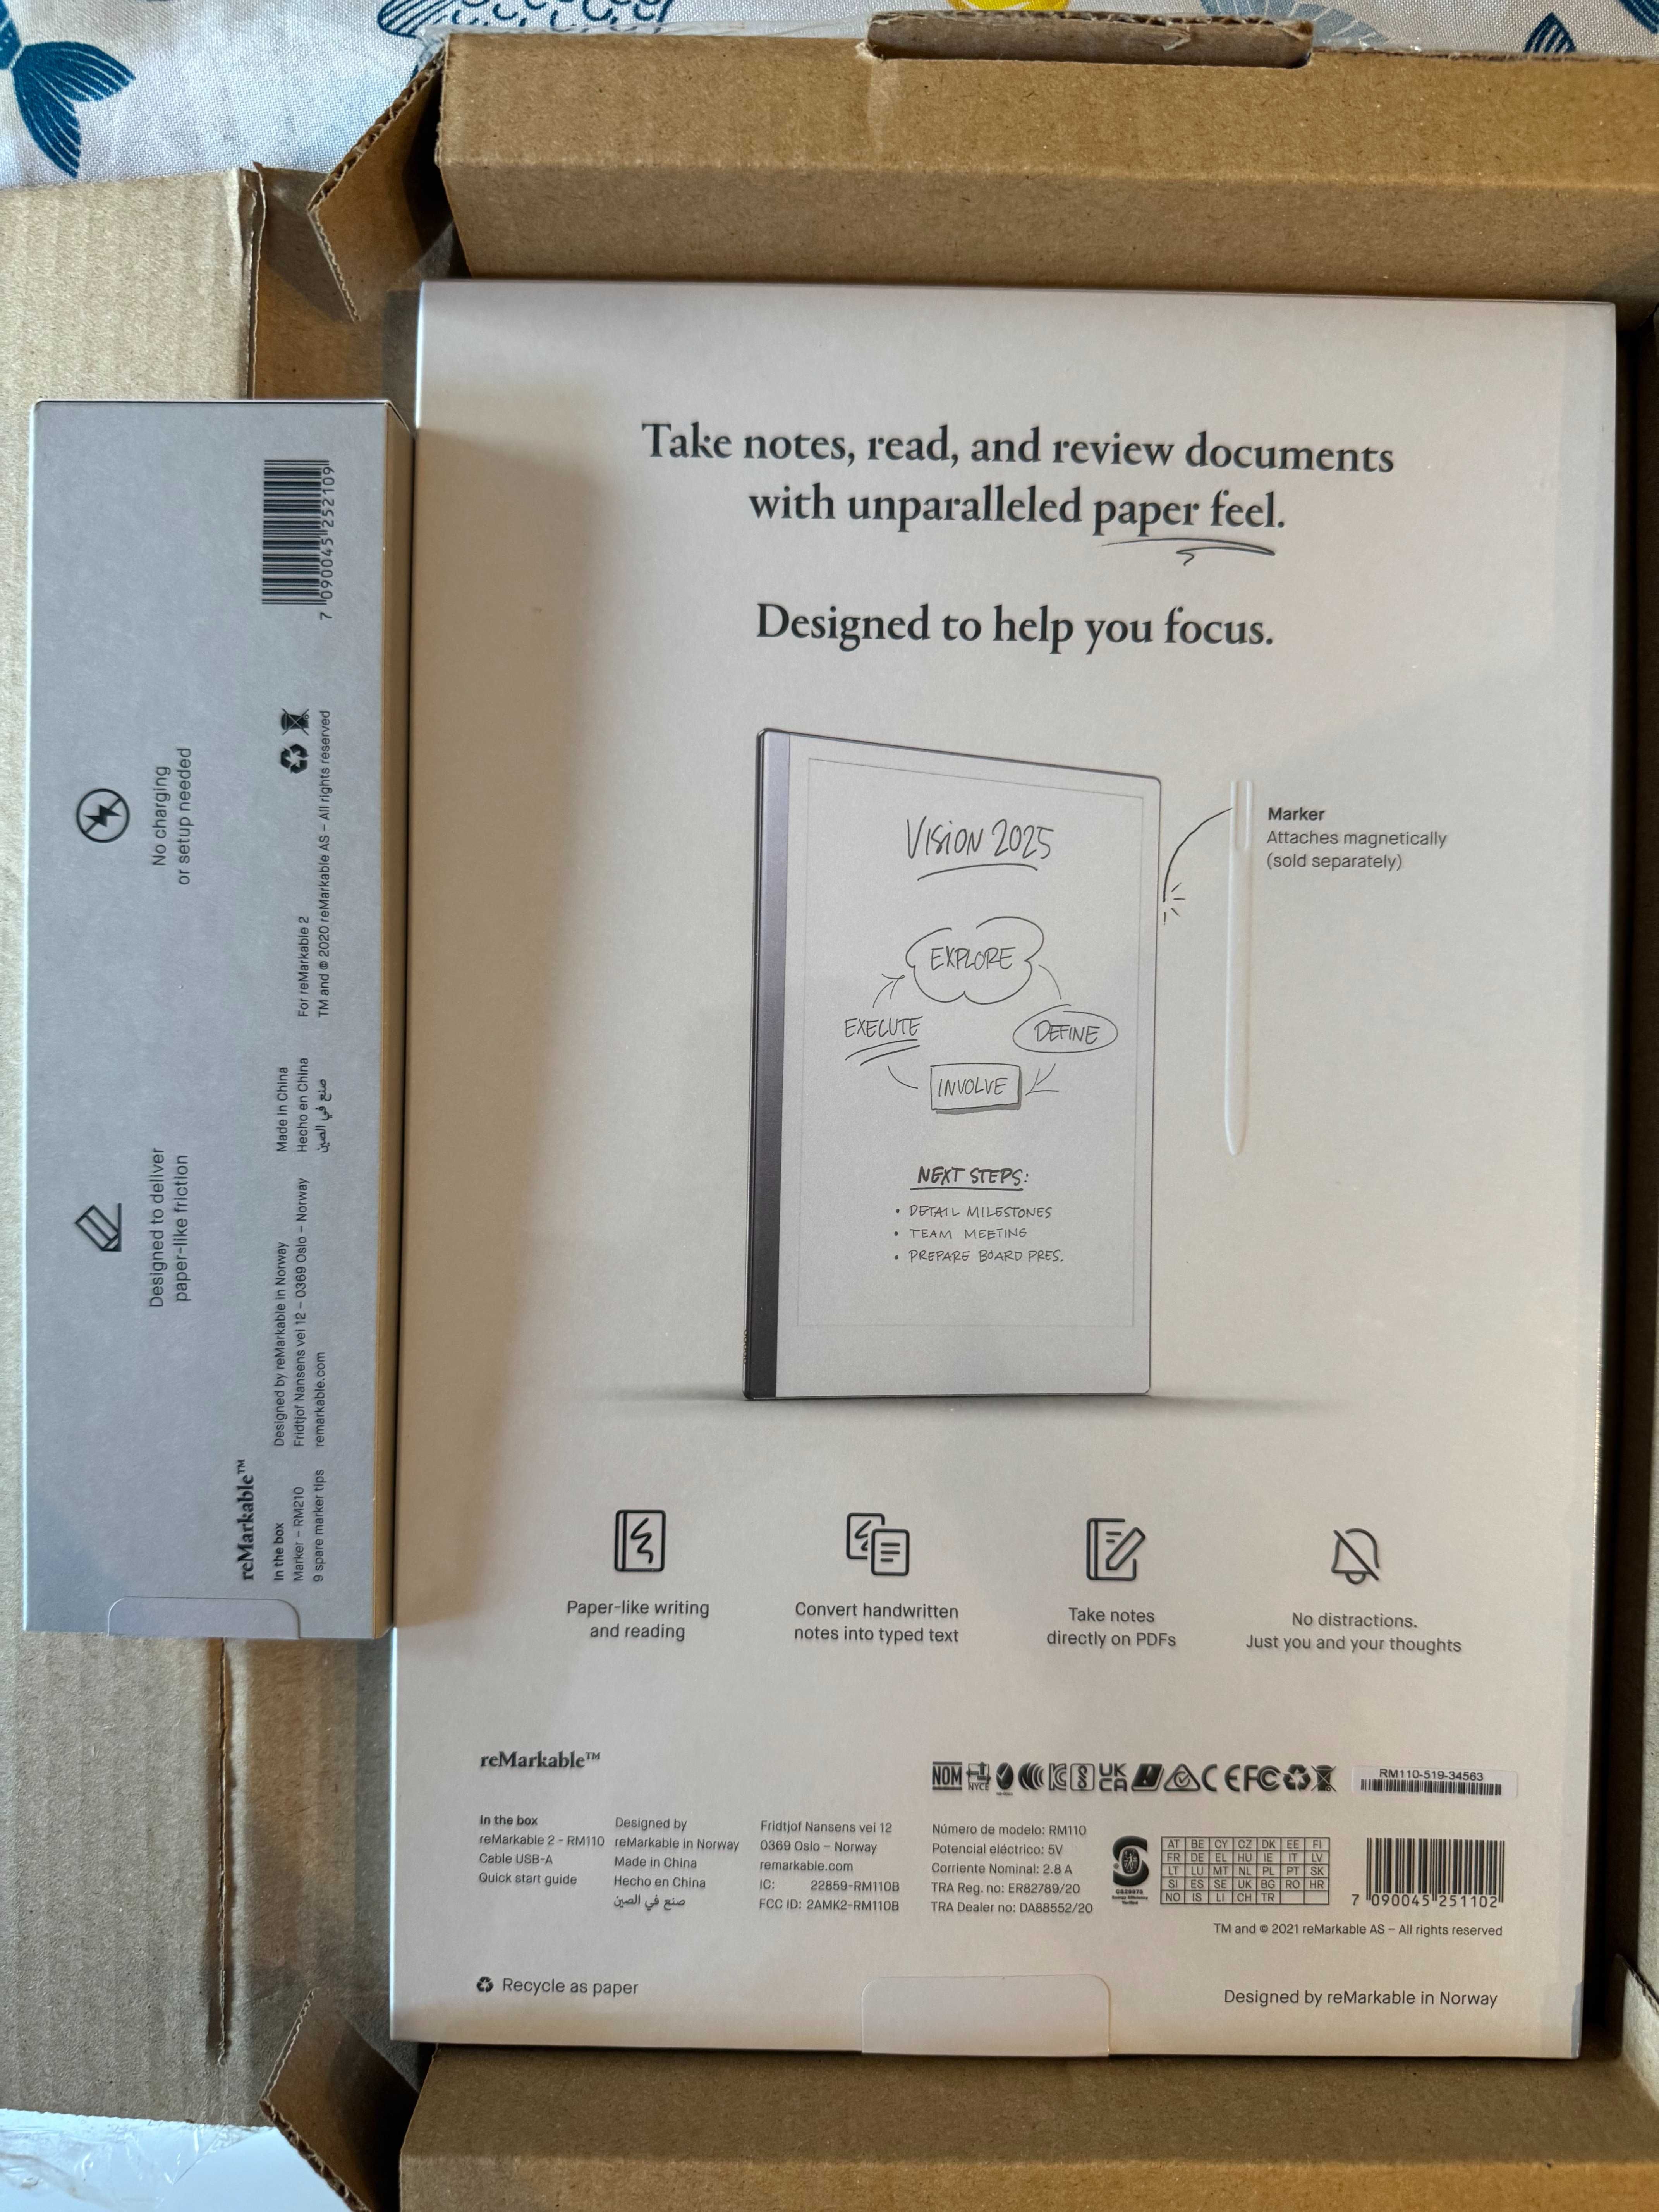 Take notes, read, and review documents
with unparalleled paper feel.
Designed to help you focus.
Vision 2025
EXPLORE
EXECUTE
DEFINE
INVOLVE
NEXT STEPS:
• DETAIL MILESTONES
• TEAM MEETING
• PREPARE BOARD PRES.
Marker
Attaches magnetically
(sold separately)
Paper-like writing
and reading
Convert handwritten
notes into typed text
Take notes
directly on PDFs
No distractions.
Just you and your thoughts
reMarkable™
In the box
reMarkable 2 - RM110
Cable USB-A
Quick start guide
Designed by
reMarkable in Norway
Made in China
Hecho en China
صنع في الصين
Fridtjof Nansens vei 12
0369 Oslo – Norway
remarkable.com
IC: 22859-RM110B
FCC ID: 2AMK2-RM110B
Número de modelo: RM110
Potencial eléctrico: 5V
Corriente Nominal: 2.8 A
TRA Reg. no: ER82789/20
TRA Dealer no: DA88552/20
NOM
NYCE
UK
CA
CE
FC
RM110-519-34563
AT BE CY CZ DK EE FI
FR DE EL HU IE IT LV
LT LU MT NL PL PT SK
SI ES SE UK BG RO HR
NO IS LI CH TR
7 090045 251102
TM and © 2021 reMarkable AS – All rights reserved
Recycle as paper
Designed by reMarkable in Norway
Designed to deliver
paper-like friction
No charging
or setup needed
reMarkable™
In the box
Marker – RM210
9 spare marker tips
Designed by reMarkable in Norway
Fridtjof Nansens vei 12 – 0369 Oslo – Norway
remarkable.com
Made in China
Hecho en China
صنع في الصين
For reMarkable 2
TM and © 2020 reMarkable AS – All rights reserved
7 090045 252109